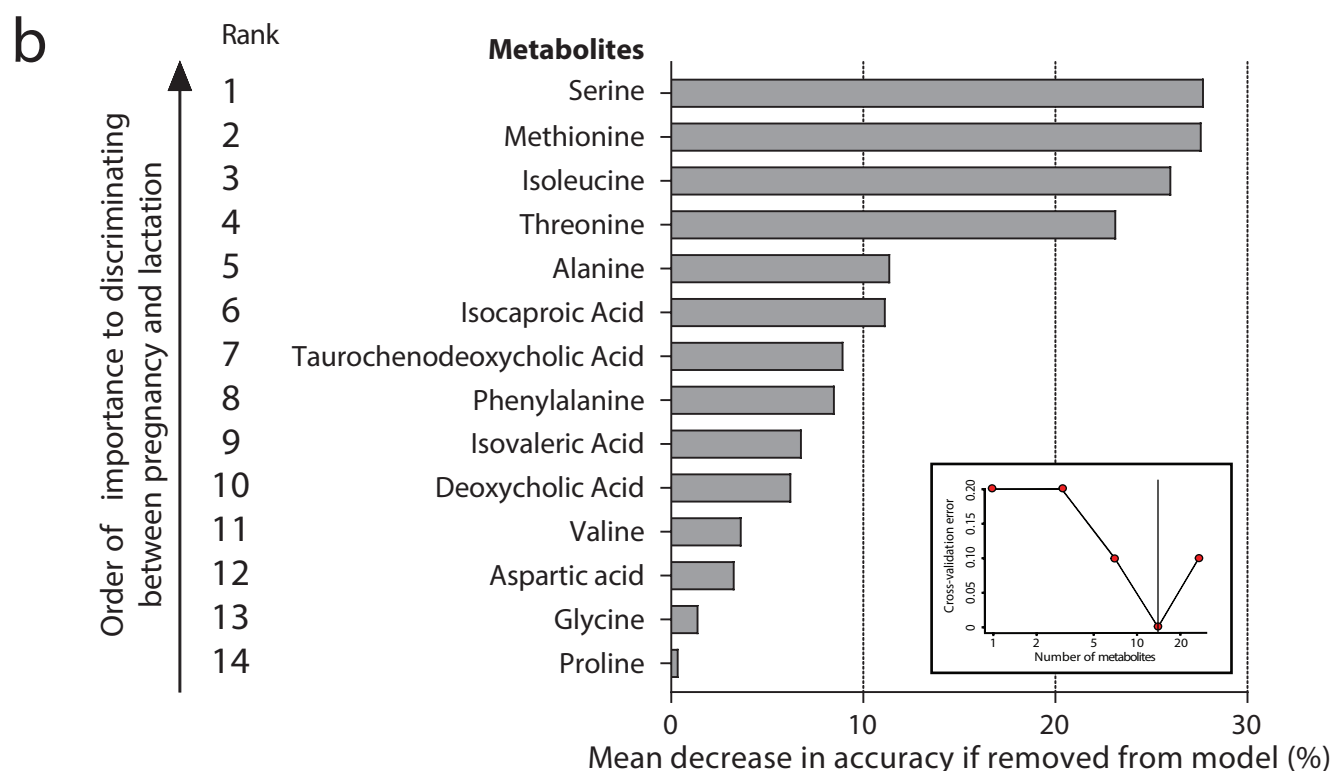 b
Rank
Metabolites
Order of importance to discriminating
between pregnancy and lactation
1 Serine
2 Methionine
3 Isoleucine
4 Threonine
5 Alanine
6 Isocaproic Acid
7 Taurochenodeoxycholic Acid
8 Phenylalanine
9 Isovaleric Acid
10 Deoxycholic Acid
11 Valine
12 Aspartic acid
13 Glycine
14 Proline
Cross-validation error
0.20
0.15
0.10
0.05
0
1 2 5 10 20
Number of metabolites
0 10 20 30
Mean decrease in accuracy if removed from model (%)